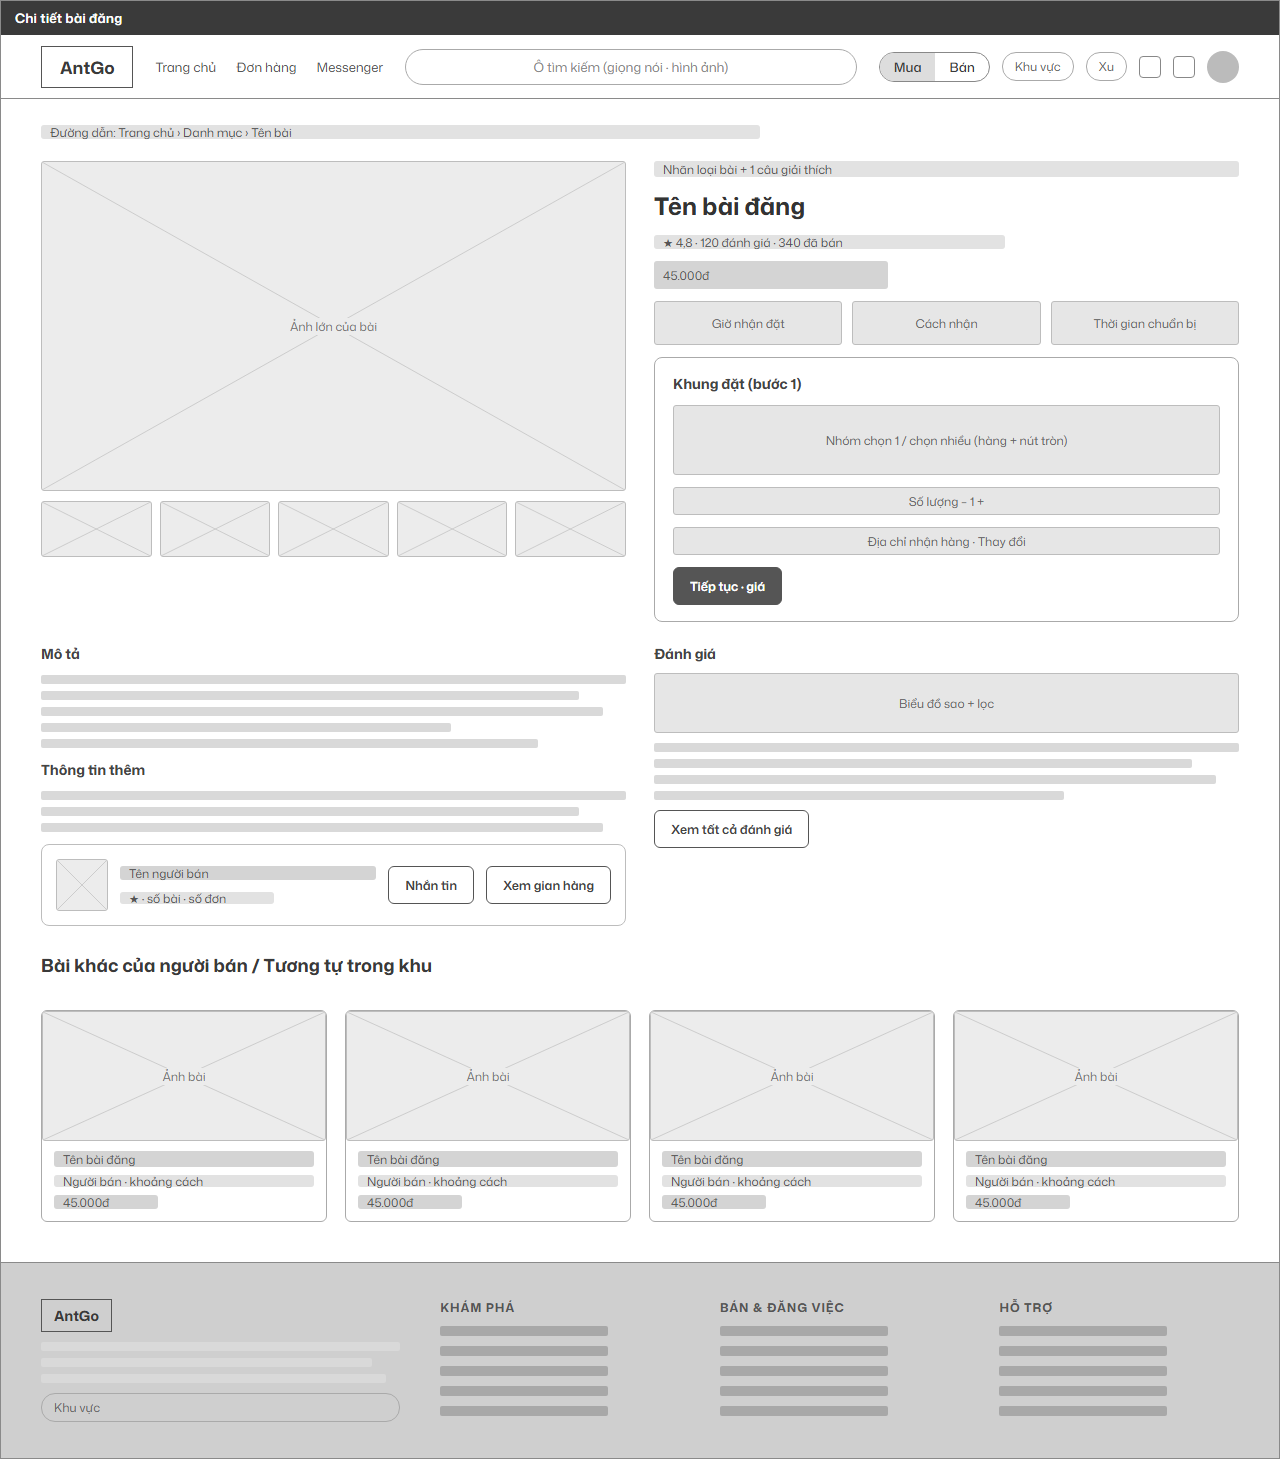 Chi tiết bài đăng
AntGo
Trang chủ
Đơn hàng
Messenger
Ô tìm kiếm (giọng nói · hình ảnh)
Mua
Bán
Khu vực
Xu
Đường dẫn: Trang chủ › Danh mục › Tên bài
Ảnh lớn của bài
Nhãn loại bài + 1 câu giải thích
Tên bài đăng
★ 4,8 · 120 đánh giá · 340 đã bán
45.000đ
Giờ nhận đặt
Cách nhận
Thời gian chuẩn bị
Khung đặt (bước 1)
Nhóm chọn 1 / chọn nhiều (hàng + nút tròn)
Số lượng – 1 +
Địa chỉ nhận hàng · Thay đổi
Tiếp tục · giá
Mô tả
Thông tin thêm
Tên người bán
★ · số bài · số đơn
Nhắn tin
Xem gian hàng
Đánh giá
Biểu đồ sao + lọc
Xem tất cả đánh giá
Bài khác của người bán / Tương tự trong khu
Ảnh bài
Tên bài đăng
Người bán · khoảng cách
45.000đ
Ảnh bài
Tên bài đăng
Người bán · khoảng cách
45.000đ
Ảnh bài
Tên bài đăng
Người bán · khoảng cách
45.000đ
Ảnh bài
Tên bài đăng
Người bán · khoảng cách
45.000đ
AntGo
Khu vực
KHÁM PHÁ
BÁN & ĐĂNG VIỆC
HỖ TRỢ